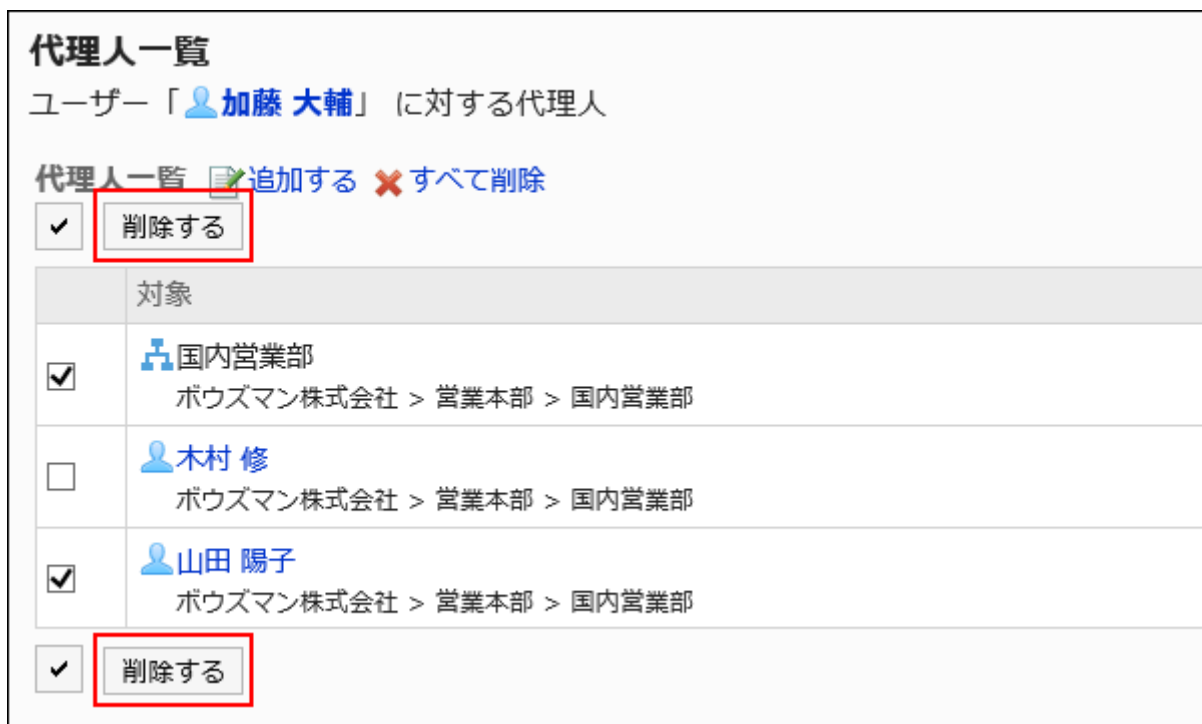 代理人一覧
ユーザー「加藤 大輔」 に対する代理人
代理人一覧 追加する すべて削除
削除する
対象
国内営業部
ボウズマン株式会社 > 営業本部 > 国内営業部
木村 修
ボウズマン株式会社 > 営業本部 > 国内営業部
山田 陽子
ボウズマン株式会社 > 営業本部 > 国内営業部
削除する